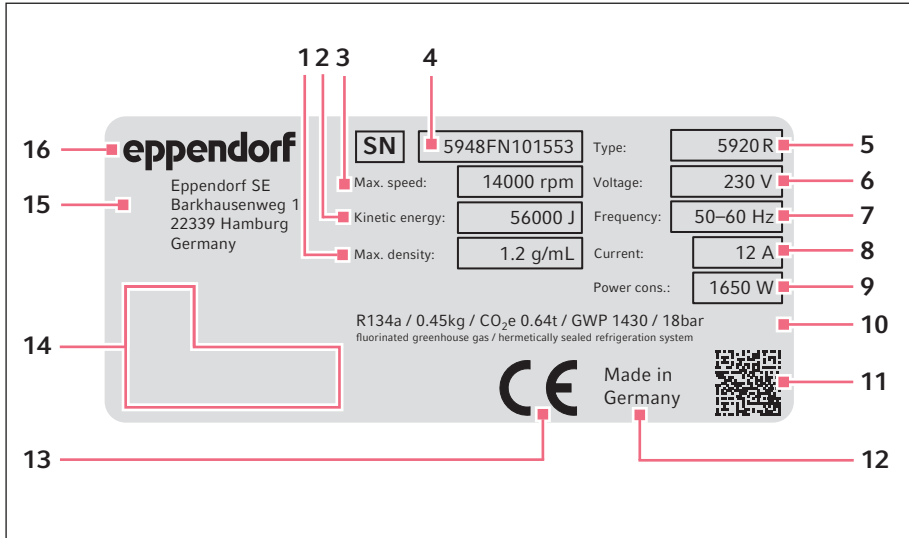 1 2 3 4
16 eppendorf SN 5948FN101553 Type: 5920 R 5
15 Eppendorf SE
Barkhausenweg 1
22339 Hamburg
Germany
Max. speed: 14000 rpm Voltage: 230 V 6
Kinetic energy: 56000 J Frequency: 50–60 Hz 7
Max. density: 1.2 g/mL Current: 12 A 8
Power cons.: 1650 W 9
R134a / 0.45kg / CO₂e 0.64t / GWP 1430 / 18bar 10
fluorinated greenhouse gas / hermetically sealed refrigeration system
14 CE Made in
Germany 11
13 12